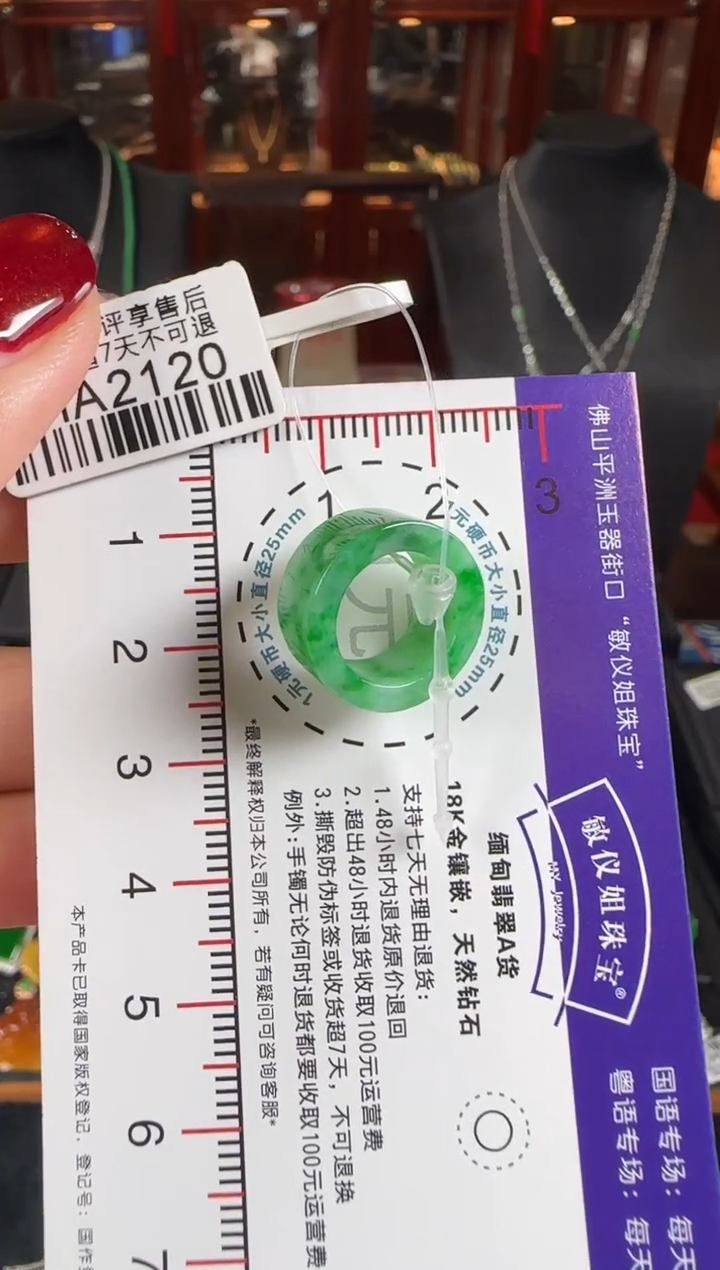 评享售后
7天不可退
A2120
1
2
3
佛山平洲玉器街口“敏仪姐珠宝”
1元硬币大小直径25mm
元硬币大小直径25mm
元
1
2
3
4
5
6
7
敏仪姐珠宝®
MY Jewelry
缅甸翡翠A货
18K金镶嵌，天然钻石
支持七天无理由退货：
1.48小时内退货原价退回
2.超出48小时退货收取100元运营费
3.撕毁防伪标签或收货超7天，不可退换
例外：手镯无论何时退货都要收取100元运营费
*最终解释权归本公司所有，若有疑问可咨询客服*
本产品卡已取得国家版权登记，登记号：国作
国语专场：每天
粤语专场：每天